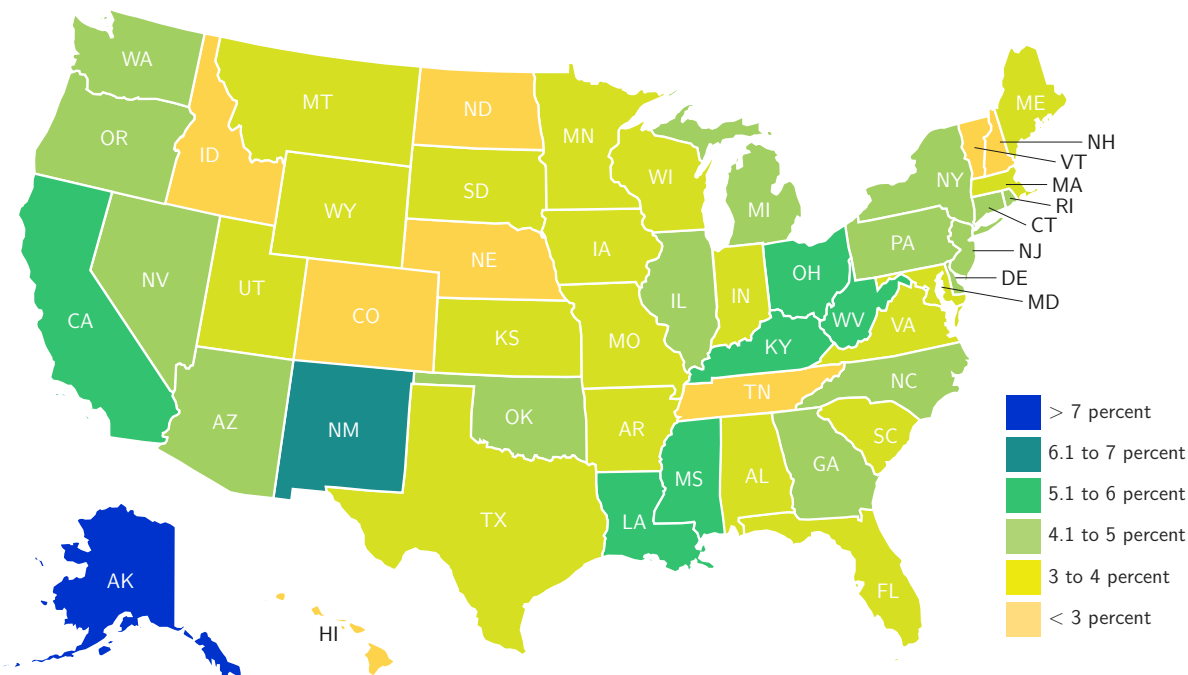 WA
MT
ND
MN
ME
OR
ID
NH
VT
WI
NY
MA
SD
RI
WY
MI
CT
PA
IA
NJ
NE
OH
DE
NV
UT
IL
IN
MD
CO
CA
WV
VA
KS
MO
KY
NC
TN
> 7 percent
AZ
NM
OK
AR
SC
6.1 to 7 percent
GA
MS
AL
5.1 to 6 percent
TX
LA
4.1 to 5 percent
AK
3 to 4 percent
FL
HI
< 3 percent